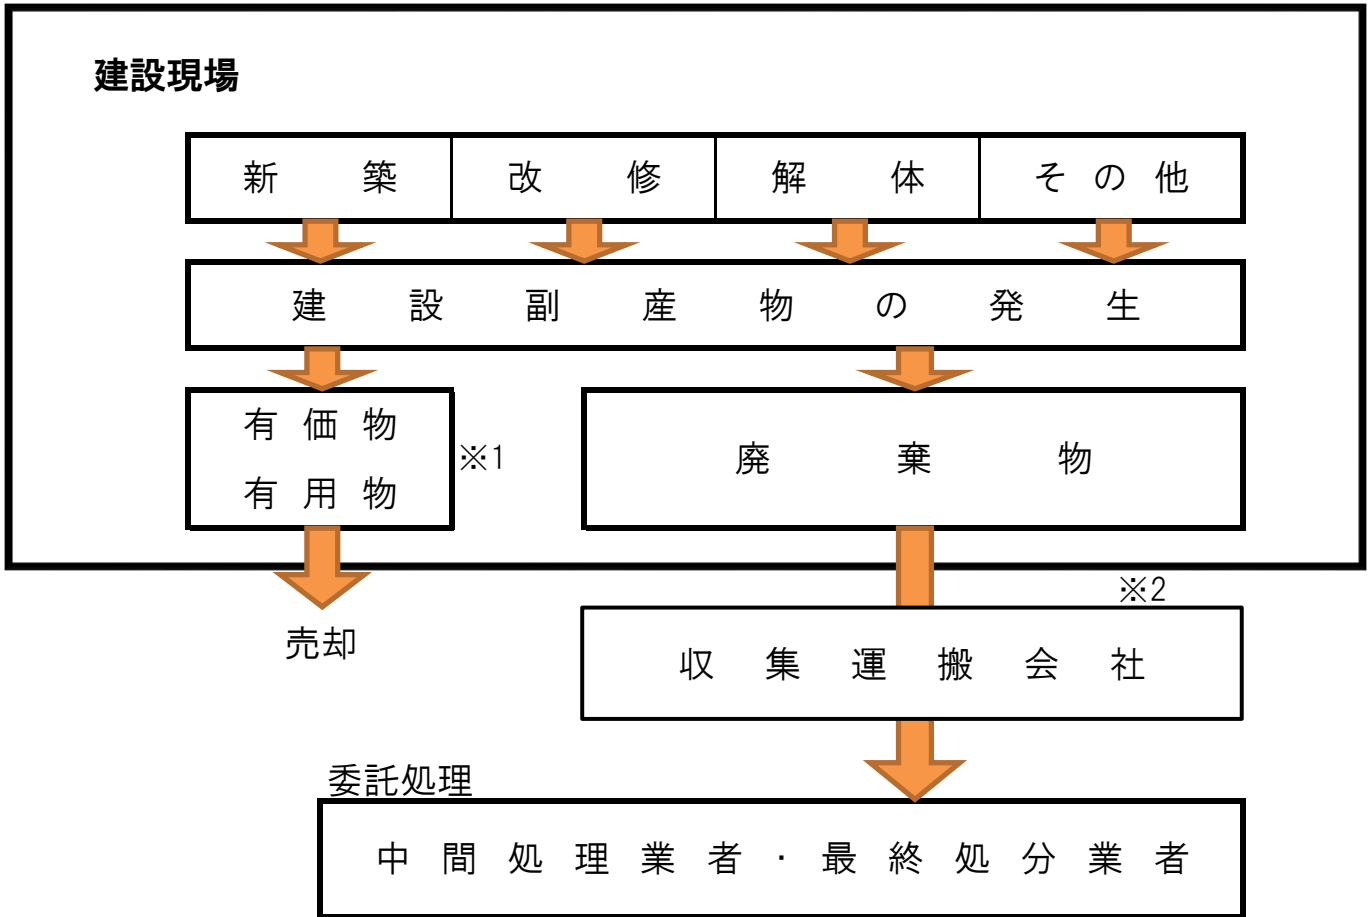 建設現場
新築 改修 解体 その他
建設副産物の発生
有価物
有用物
※1
廃棄物
※2
売却
収集運搬会社
委託処理
中間処理業者・最終処分業者